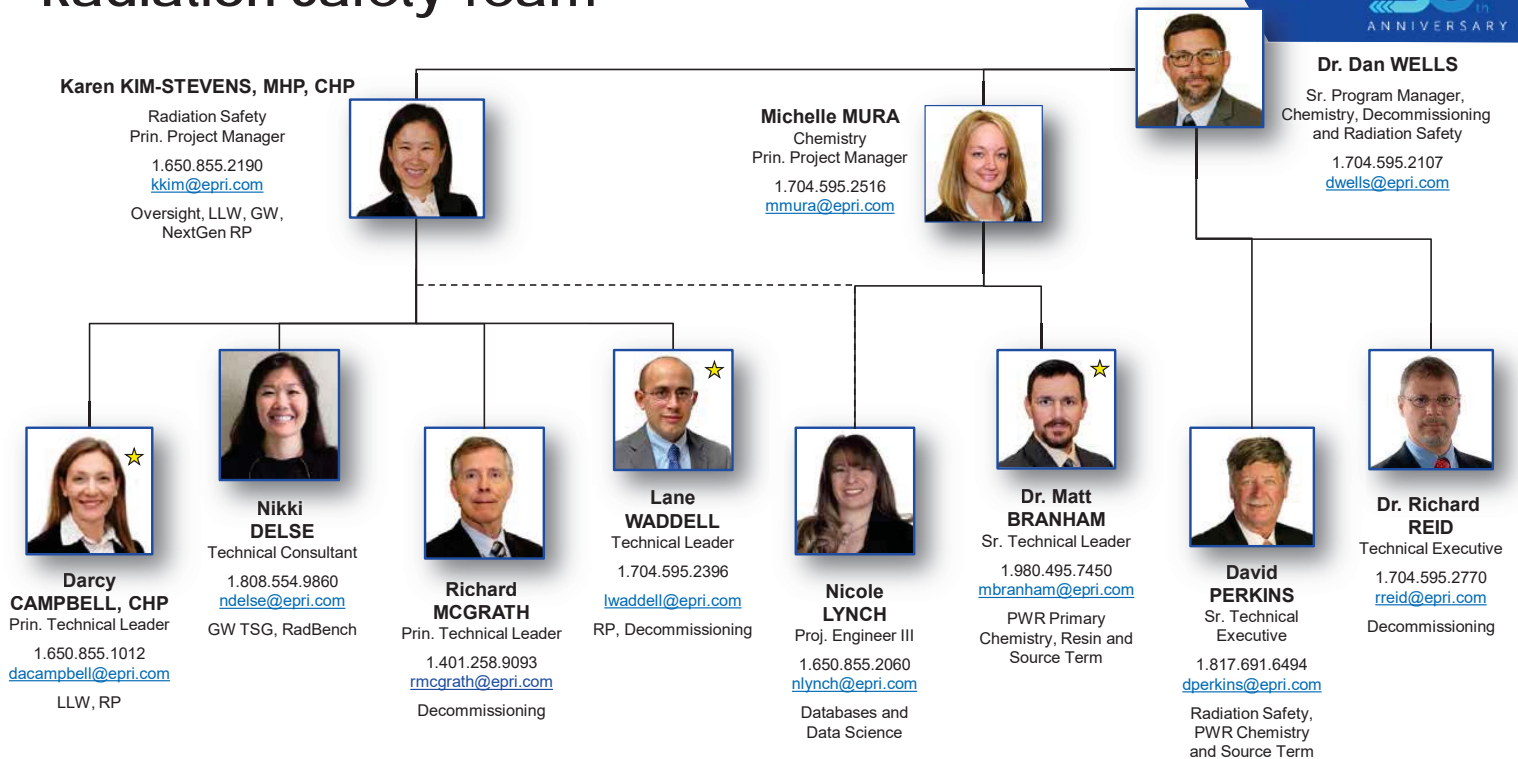 Radiation Safety Team
th
ANNIVERSARY
Karen KIM-STEVENS, MHP, CHP
Radiation Safety
Prin. Project Manager
1.650.855.2190
kkim@epri.com
Oversight, LLW, GW,
NextGen RP
Michelle MURA
Chemistry
Prin. Project Manager
1.704.595.2516
mmura@epri.com
Dr. Dan WELLS
Sr. Program Manager,
Chemistry, Decommissioning
and Radiation Safety
1.704.595.2107
dwells@epri.com
Darcy
CAMPBELL, CHP
Prin. Technical Leader
1.650.855.1012
dacampbell@epri.com
LLW, RP
Nikki
DELSE
Technical Consultant
1.808.554.9860
ndelse@epri.com
GW TSG, RadBench
Richard
MCGRATH
Prin. Technical Leader
1.401.258.9093
rmcgrath@epri.com
Decommissioning
Lane
WADDELL
Technical Leader
1.704.595.2396
lwaddell@epri.com
RP, Decommissioning
Nicole
LYNCH
Proj. Engineer III
1.650.855.2060
nlynch@epri.com
Databases and
Data Science
Dr. Matt
BRANHAM
Sr. Technical Leader
1.980.495.7450
mbranham@epri.com
PWR Primary
Chemistry, Resin and
Source Term
David
PERKINS
Sr. Technical
Executive
1.817.691.6494
dperkins@epri.com
Radiation Safety,
PWR Chemistry
and Source Term
Dr. Richard
REID
Technical Executive
1.704.595.2770
rreid@epri.com
Decommissioning